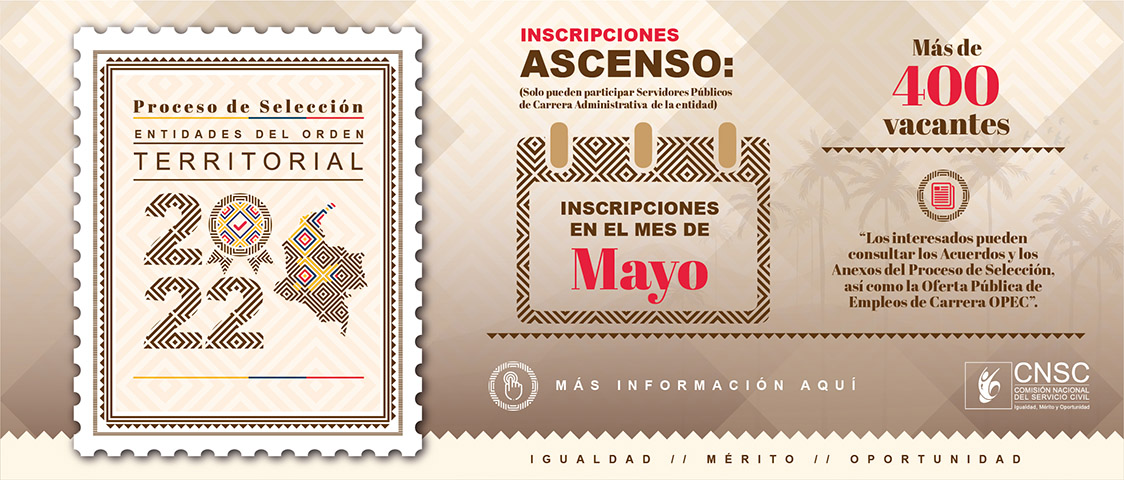 Proceso de Selección
ENTIDADES DEL ORDEN
TERRITORIAL
20
22
INSCRIPCIONES
ASCENSO:
(Solo pueden participar Servidores Públicos
de Carrera Administrativa de la entidad)
INSCRIPCIONES
EN EL MES DE
Mayo
Más de
400
vacantes
“Los interesados pueden
consultar los Acuerdos y los
Anexos del Proceso de Selección,
así como la Oferta Pública de
Empleos de Carrera OPEC”.
MÁS INFORMACIÓN AQUÍ
CNSC
COMISIÓN NACIONAL
DEL SERVICIO CIVIL
Igualdad, Mérito y Oportunidad
IGUALDAD // MÉRITO // OPORTUNIDAD